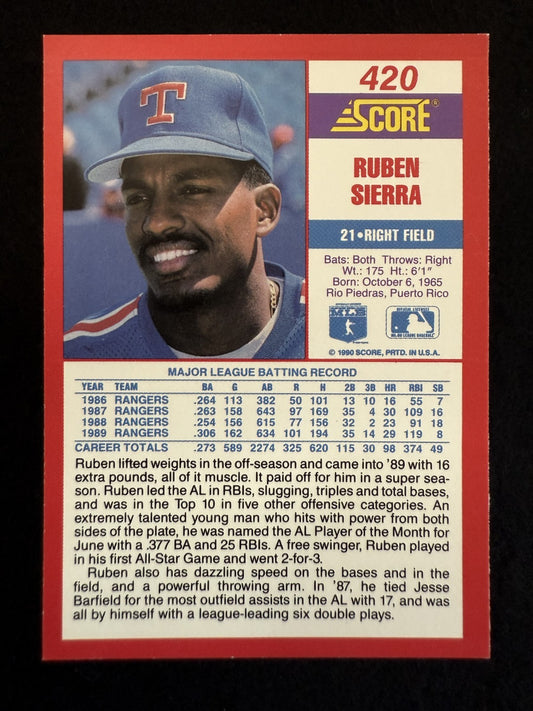 T
420
SCORE®
RUBEN
SIERRA
21•RIGHT FIELD
Bats: Both Throws: Right
Wt.: 175 Ht.: 6'1"
Born: October 6, 1965
Rio Piedras, Puerto Rico
© 1990 SCORE, PRTD. IN U.S.A.
MAJOR LEAGUE BATTING RECORD
YEAR TEAM BA G AB R H 2B 3B HR RBI SB
1986 RANGERS .264 113 382 50 101 13 10 16 55 7
1987 RANGERS .263 158 643 97 169 35 4 30 109 16
1988 RANGERS .254 156 615 77 156 32 2 23 91 18
1989 RANGERS .306 162 634 101 194 35 14 29 119 8
CAREER TOTALS .273 589 2274 325 620 115 30 98 374 49
Ruben lifted weights in the off-season and came into '89 with 16
extra pounds, all of it muscle. It paid off for him in a super sea-
son. Ruben led the AL in RBIs, slugging, triples and total bases,
and was in the Top 10 in five other offensive categories. An
extremely talented young man who hits with power from both
sides of the plate, he was named the AL Player of the Month for
June with a .377 BA and 25 RBIs. A free swinger, Ruben played
in his first All-Star Game and went 2-for-3.
Ruben also has dazzling speed on the bases and in the
field, and a powerful throwing arm. In '87, he tied Jesse
Barfield for the most outfield assists in the AL with 17, and was
all by himself with a league-leading six double plays.